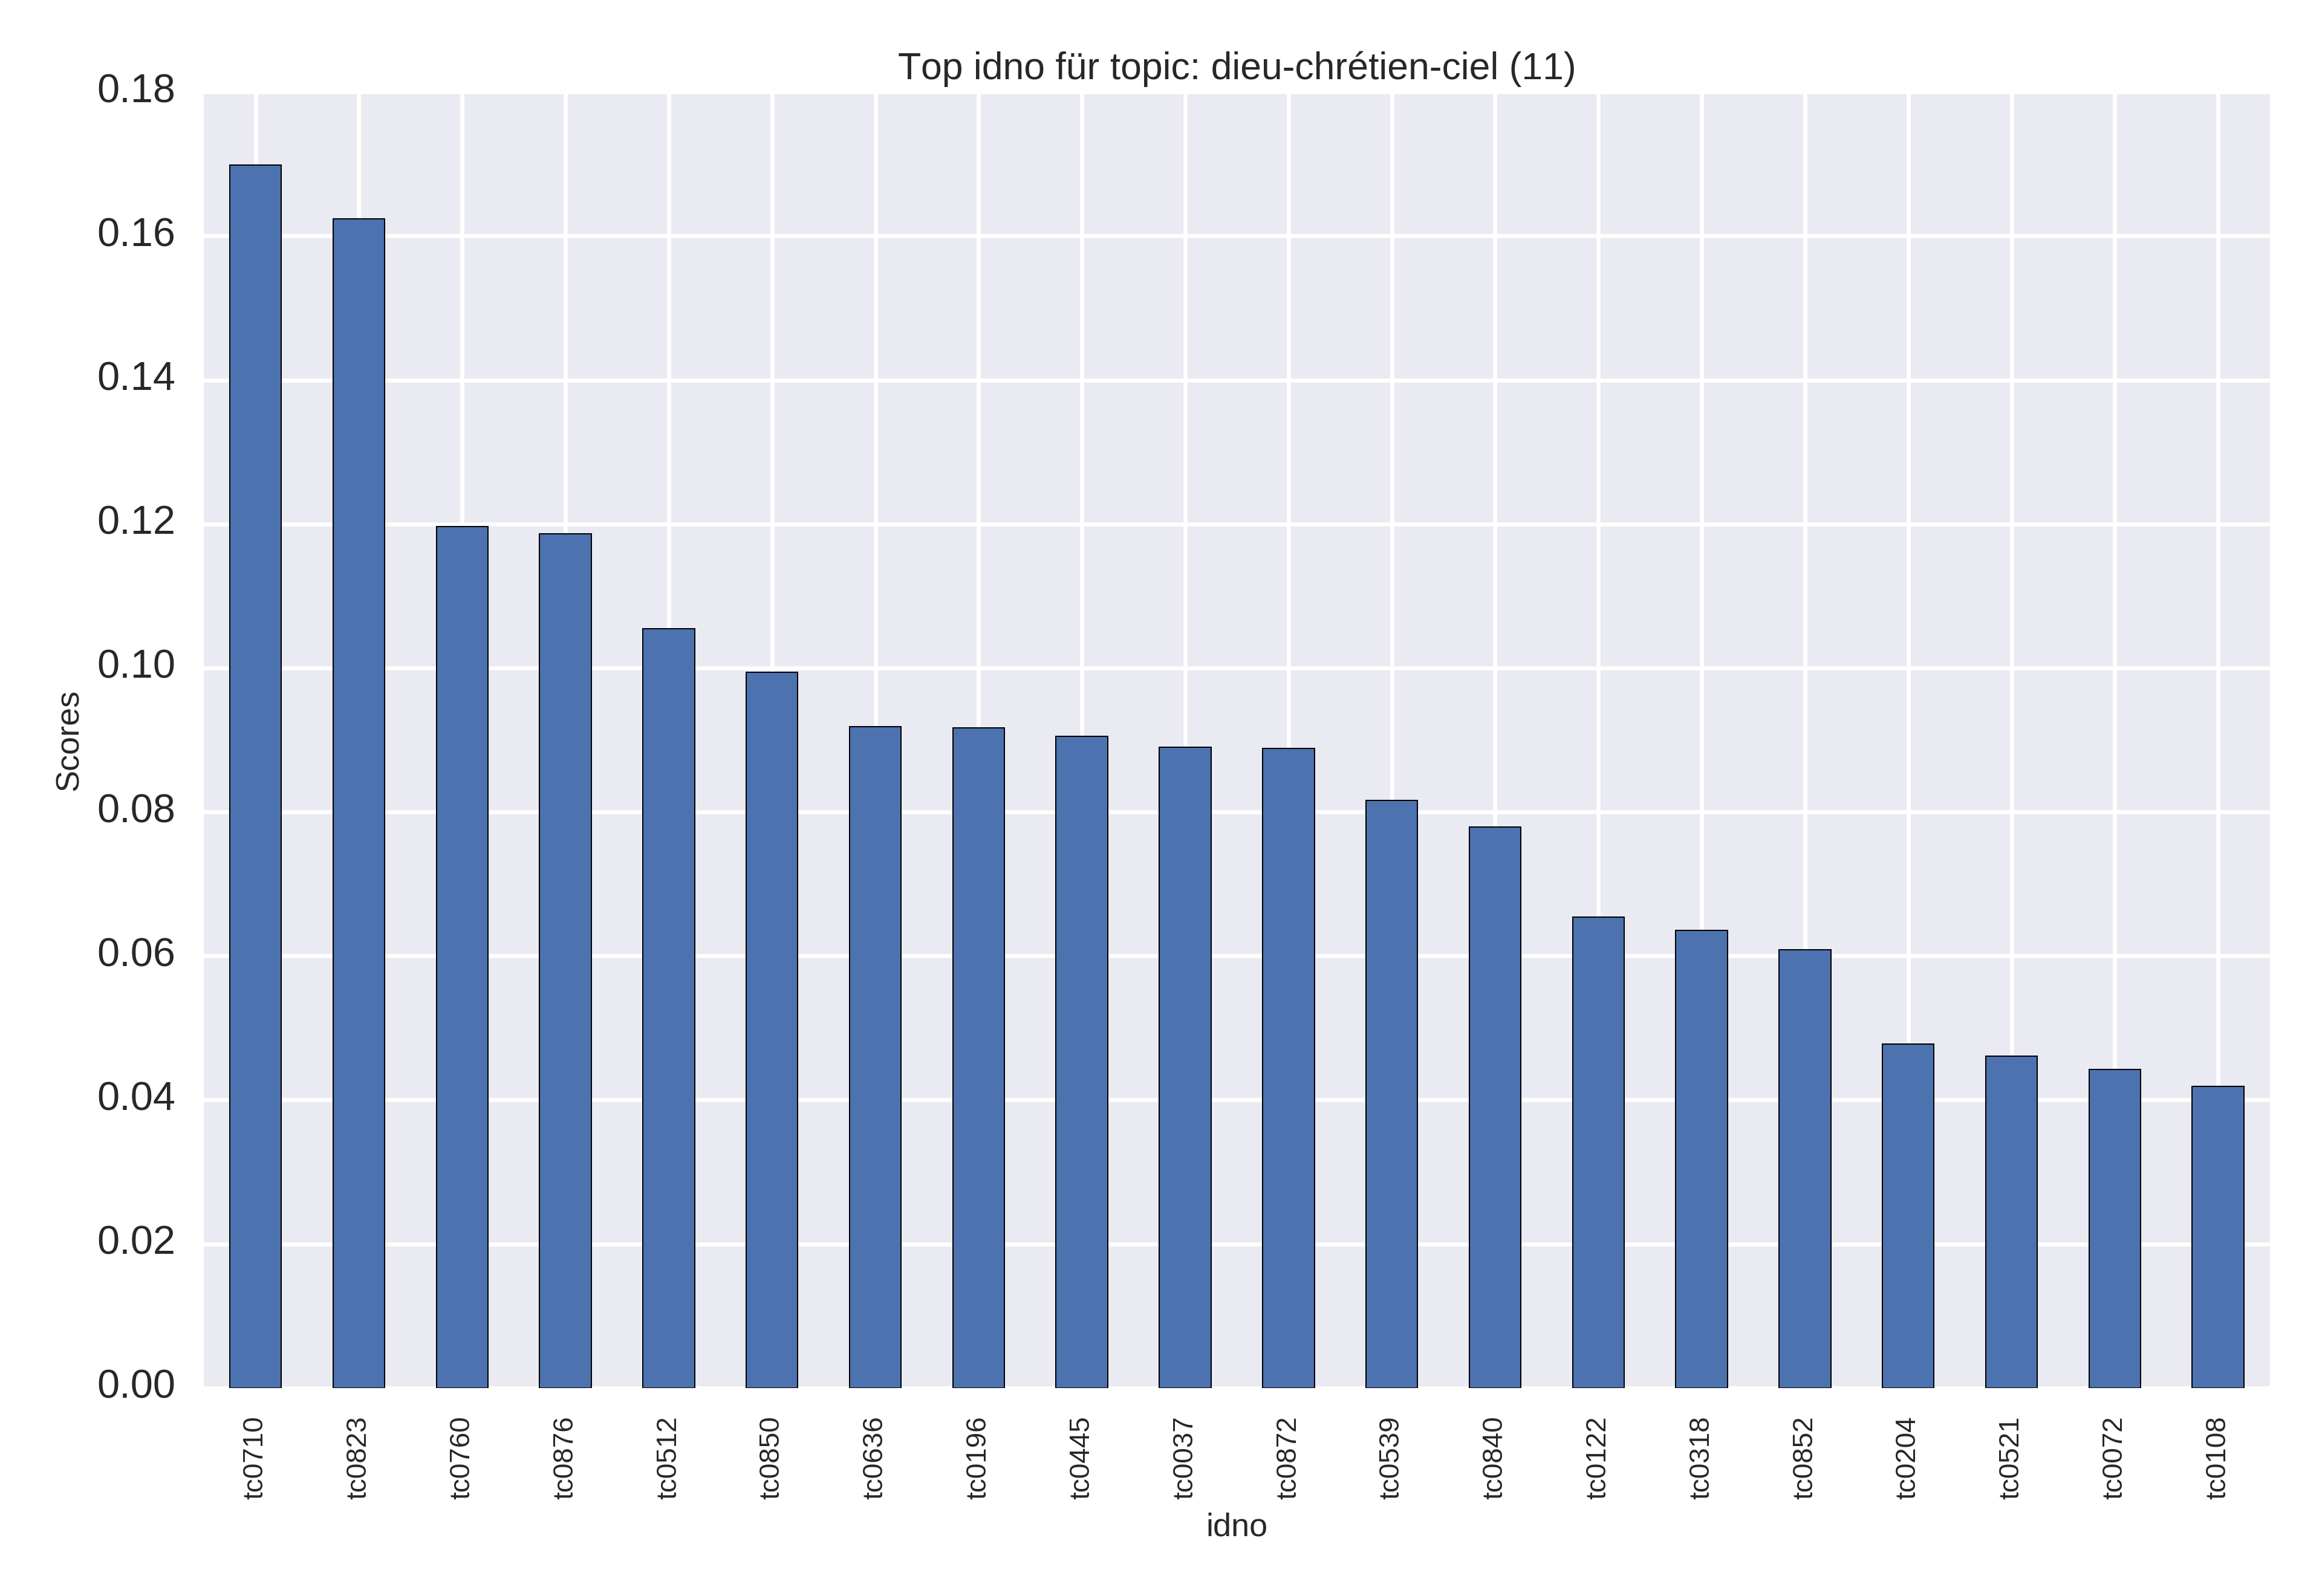 Top idno für topic: dieu-chrétien-ciel (11)
0.18
0.16
0.14
0.12
0.10
0.08
0.06
0.04
0.02
0.00
Scores
tc0710
tc0823
tc0760
tc0876
tc0512
tc0850
tc0636
tc0196
tc0445
tc0037
tc0872
tc0539
tc0840
tc0122
tc0318
tc0852
tc0204
tc0521
tc0072
tc0108
idno